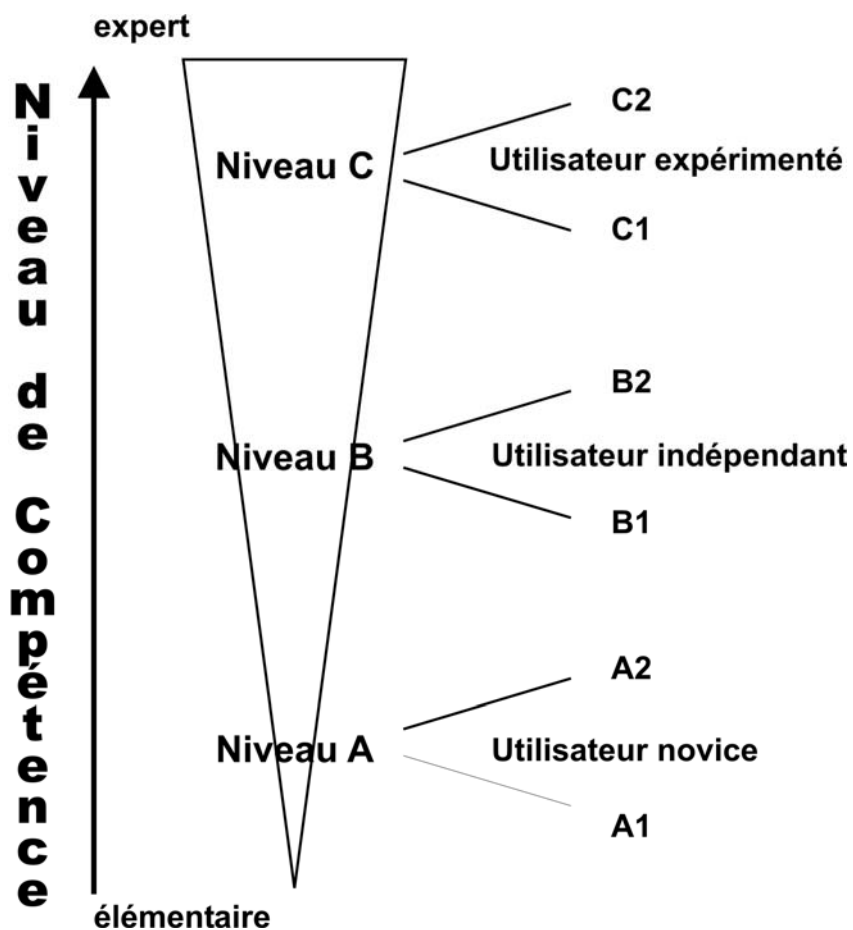 expert
Niveau de Compétence
C2
Niveau C
Utilisateur expérimenté
C1
B2
Niveau B
Utilisateur indépendant
B1
A2
Niveau A
Utilisateur novice
A1
élémentaire